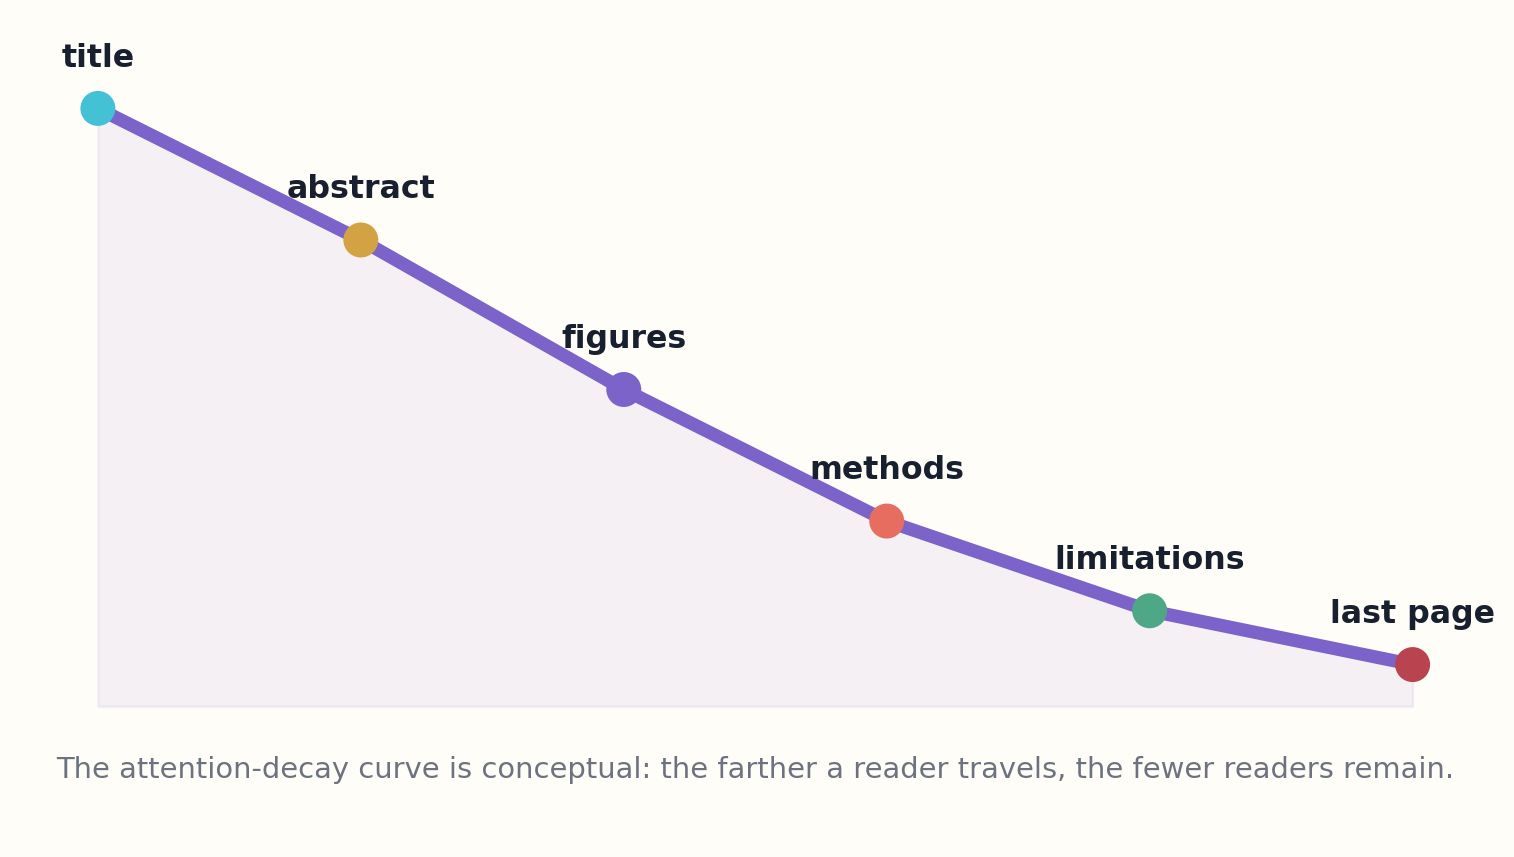 title
abstract
figures
methods
limitations
last page
The attention-decay curve is conceptual: the farther a reader travels, the fewer readers remain.